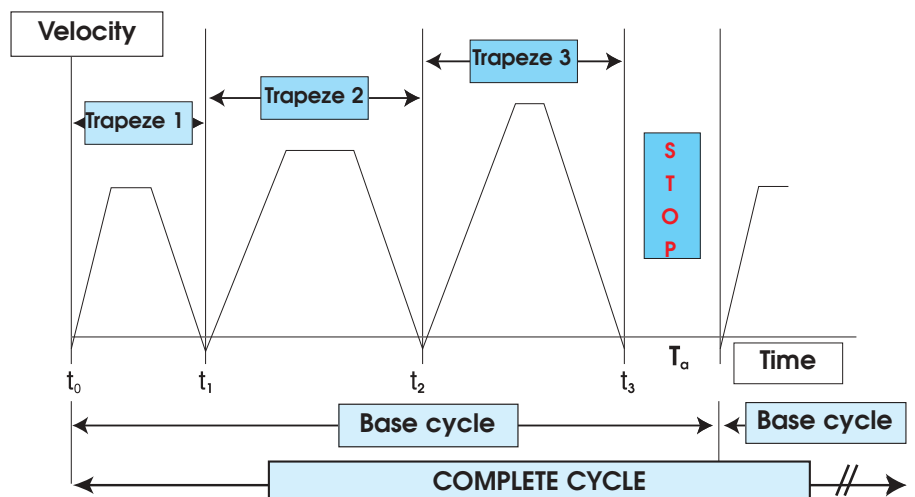 Velocity
Trapeze 1
Trapeze 2
Trapeze 3
S
T
O
P
t₀
t₁
t₂
t₃
Tₐ
Time
Base cycle
Base cycle
COMPLETE CYCLE